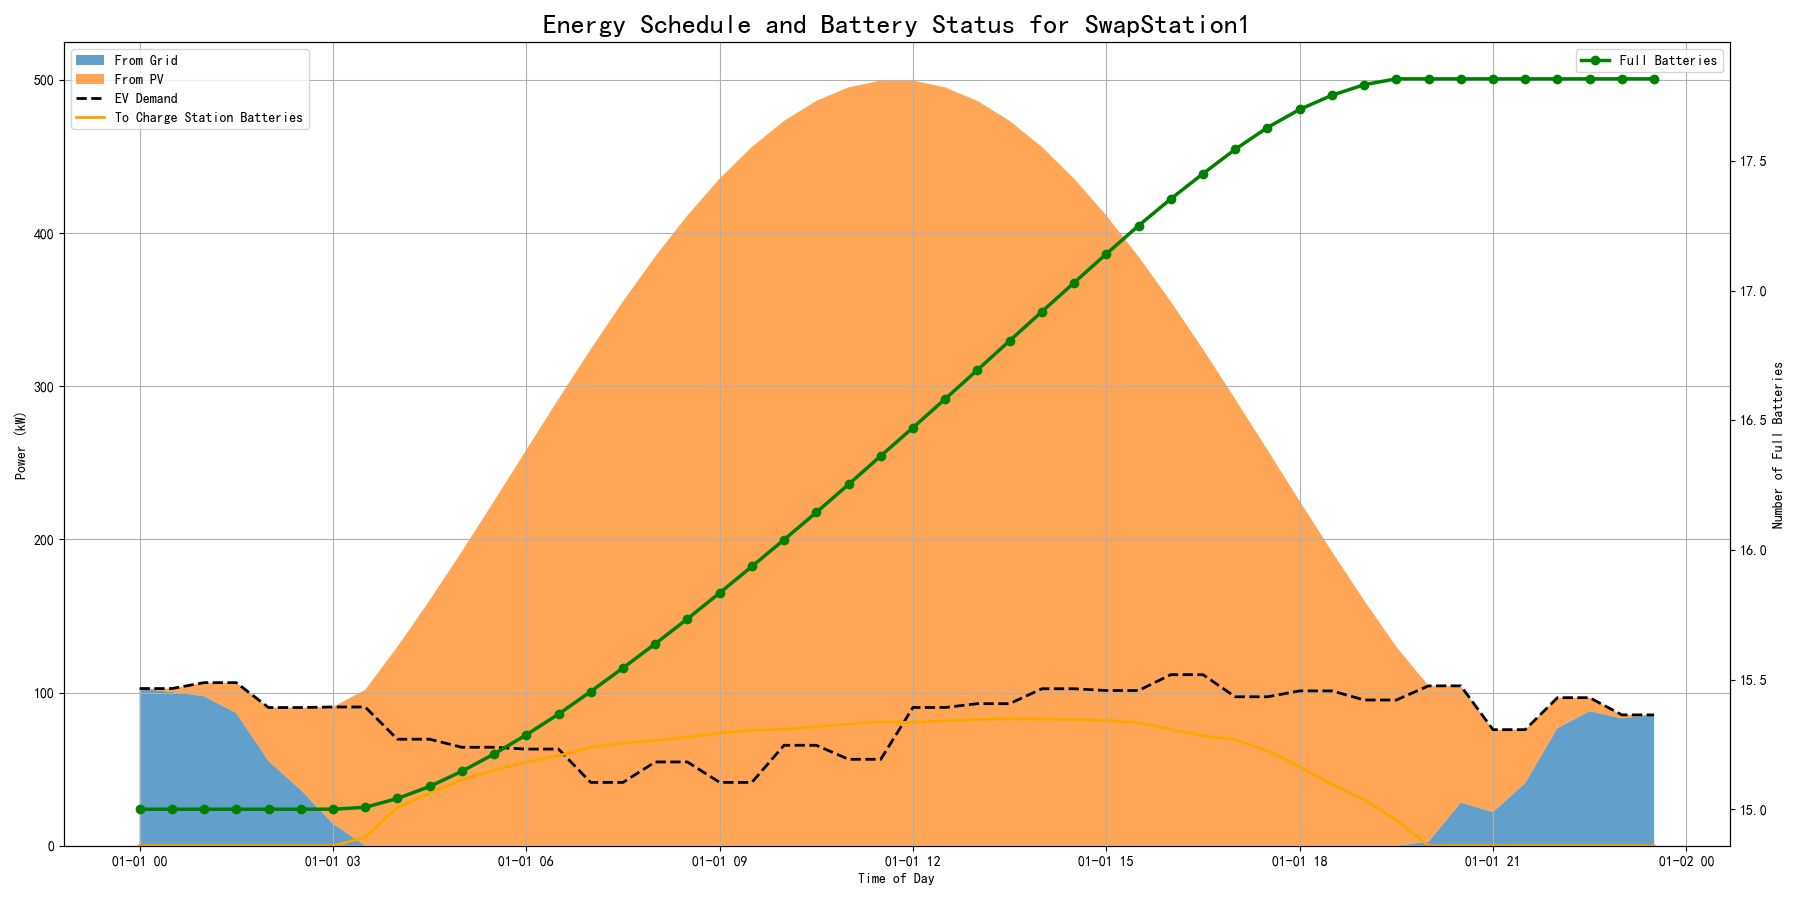 Energy Schedule and Battery Status for SwapStation1
From Grid
From PV
EV Demand
To Charge Station Batteries
Full Batteries
Power (kW)
500
400
300
200
100
0
17.5
17.0
16.5
16.0
15.5
15.0
Number of Full Batteries
01-01 00
01-01 03
01-01 06
01-01 09
01-01 12
01-01 15
01-01 18
01-01 21
01-02 00
Time of Day